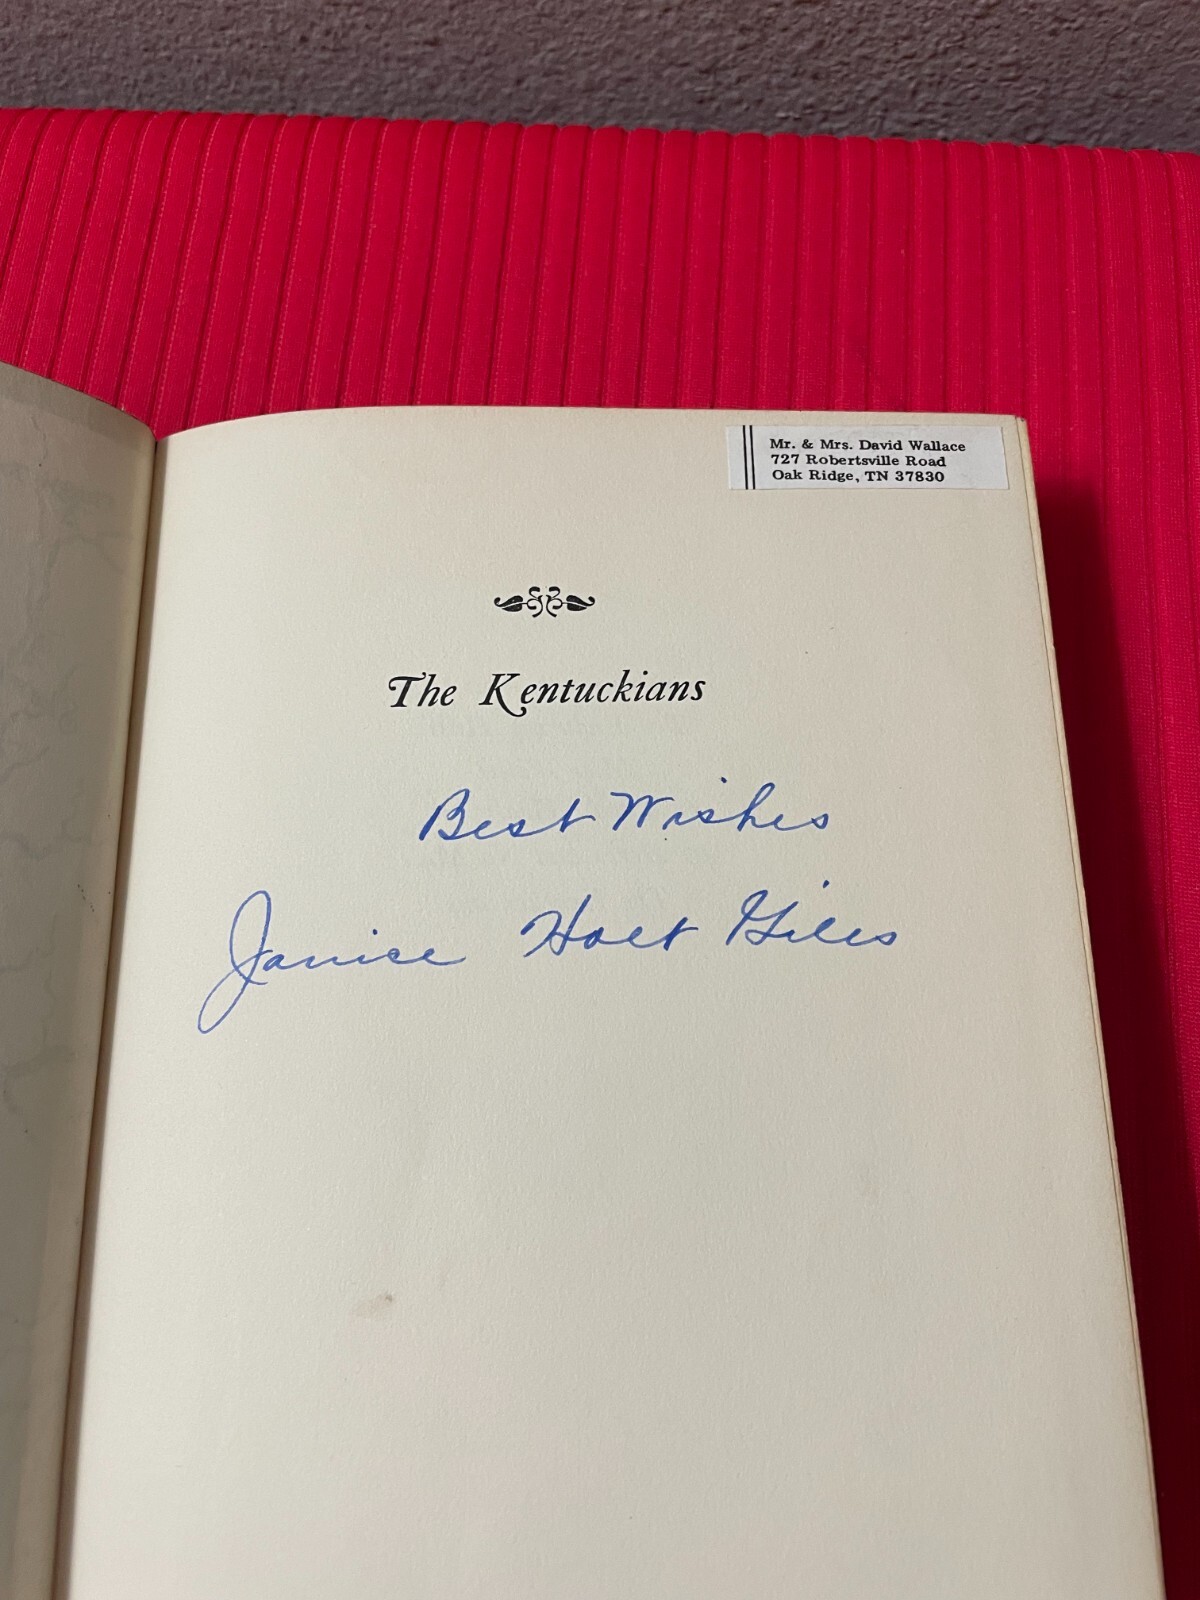 Mr. & Mrs. David Wallace
727 Robertsville Road
Oak Ridge, TN 37830
The Kentuckians
Best Wishes
Janice Holt Giles